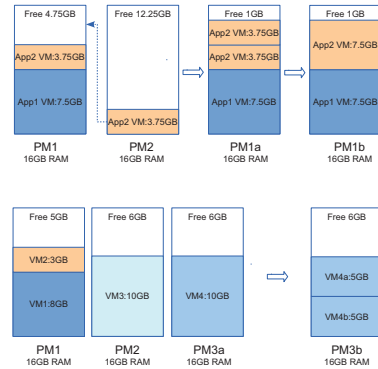 Free 4.75GB
App2 VM:3.75GB
App1 VM:7.5GB
PM1
16GB RAM
Free 12.25GB
App2 VM:3.75GB
PM2
16GB RAM
Free 1GB
App2 VM:3.75GB
App2 VM:3.75GB
App1 VM:7.5GB
PM1a
16GB RAM
Free 1GB
App2 VM:7.5GB
App1 VM:7.5GB
PM1b
16GB RAM
Free 5GB
VM2:3GB
VM1:8GB
PM1
16GB RAM
Free 6GB
VM3:10GB
PM2
16GB RAM
Free 6GB
VM4:10GB
PM3a
16GB RAM
Free 6GB
VM4a:5GB
VM4b:5GB
PM3b
16GB RAM